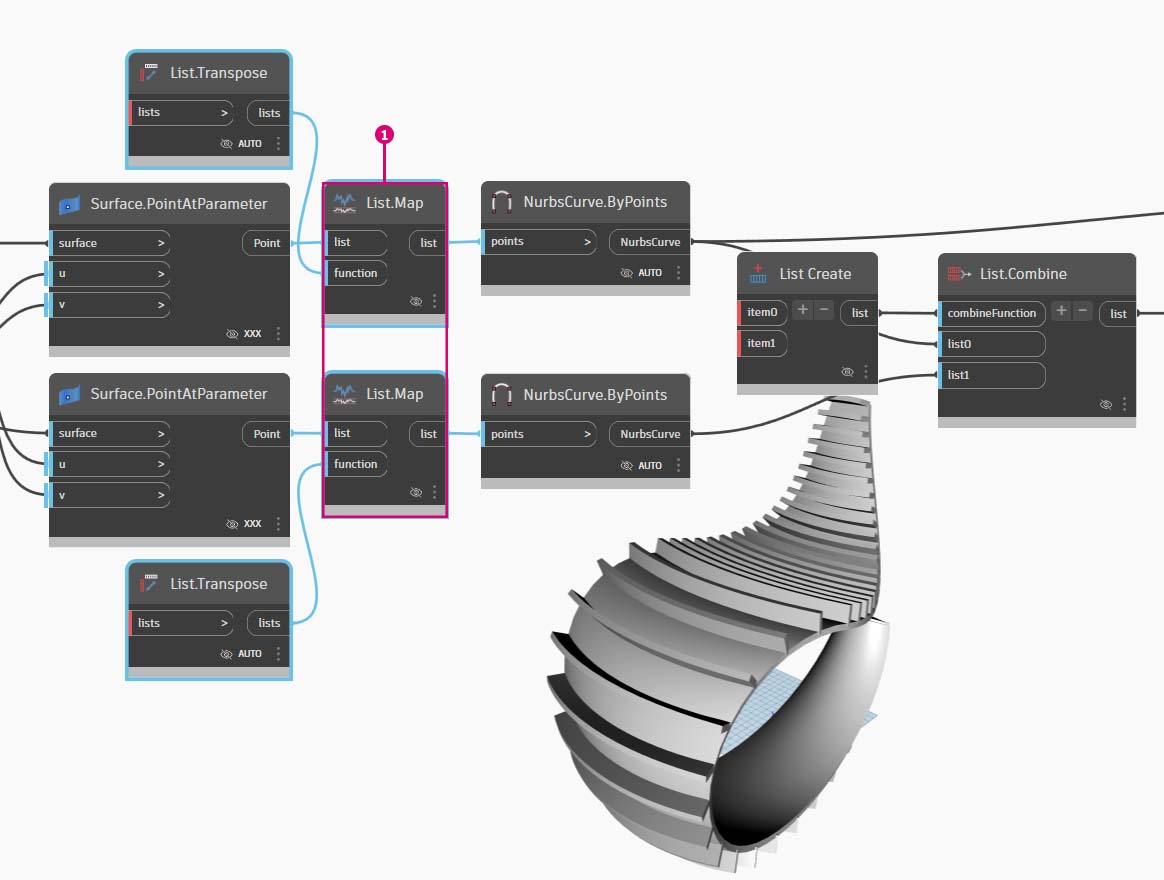 List.Transpose
lists > lists
AUTO
1
Surface.PointAtParameter
surface > Point
u >
v >
XXX
List.Map
list list
function
NurbsCurve.ByPoints
points > NurbsCurve
AUTO
List Create
item0 + − list
item1
List.Combine
combineFunction + − list
list0
list1
Surface.PointAtParameter
surface > Point
u >
v >
XXX
List.Map
list list
function
NurbsCurve.ByPoints
points > NurbsCurve
AUTO
List.Transpose
lists > lists
AUTO